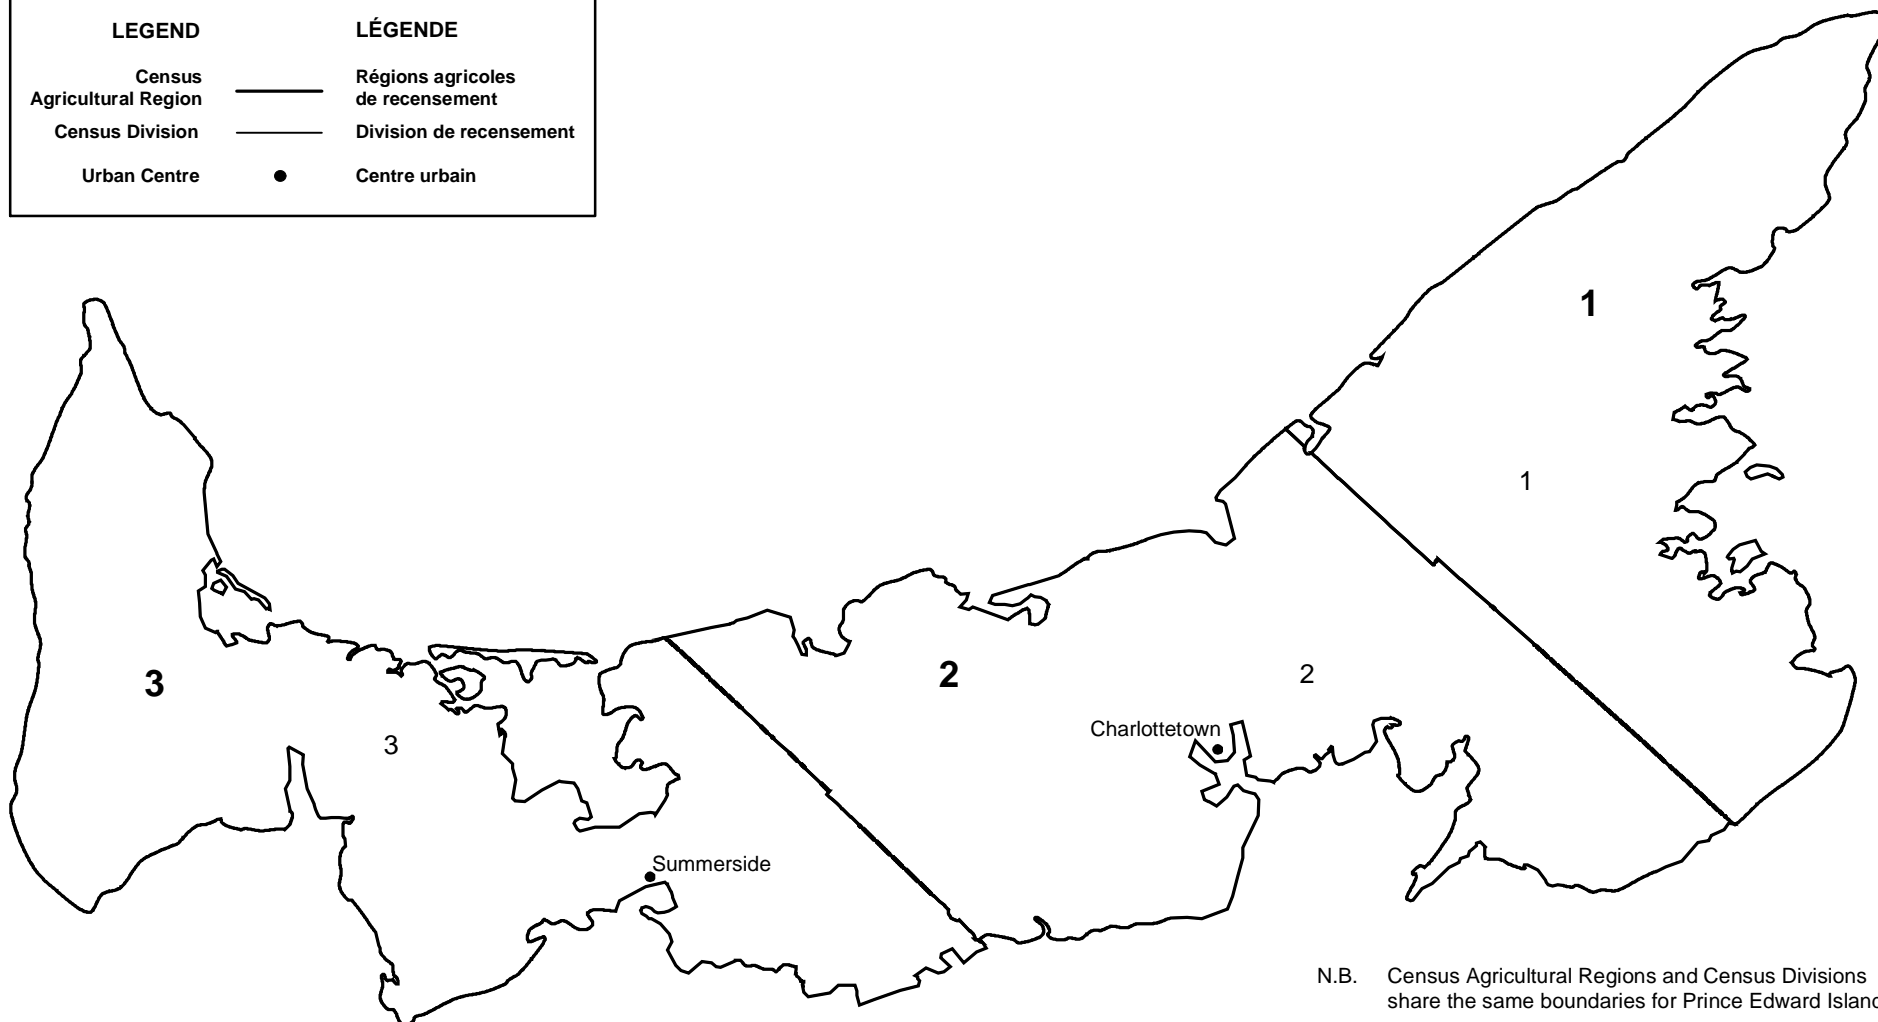 LEGEND LÉGENDE
Census Régions agricoles
Agricultural Region de recensement
Census Division Division de recensement
Urban Centre Centre urbain
1
1
3
2
2
3
Charlottetown
Summerside
N.B. Census Agricultural Regions and Census Divisions
share the same boundaries for Prince Edward Islan